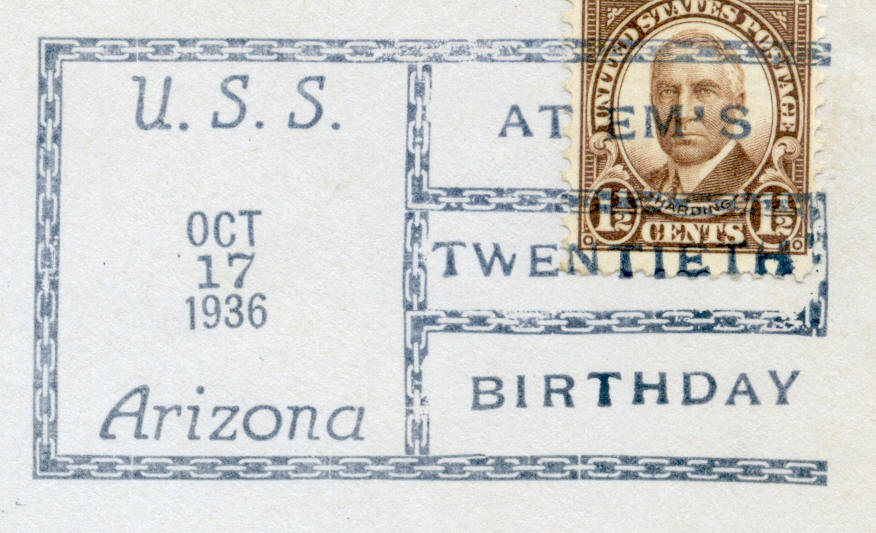 U. S. S.
OCT
17
1936
Arizona
AT EM'S
TWENTIETH
BIRTHDAY
UNITED STATES POSTAGE
HARDING
1½ CENTS 1½